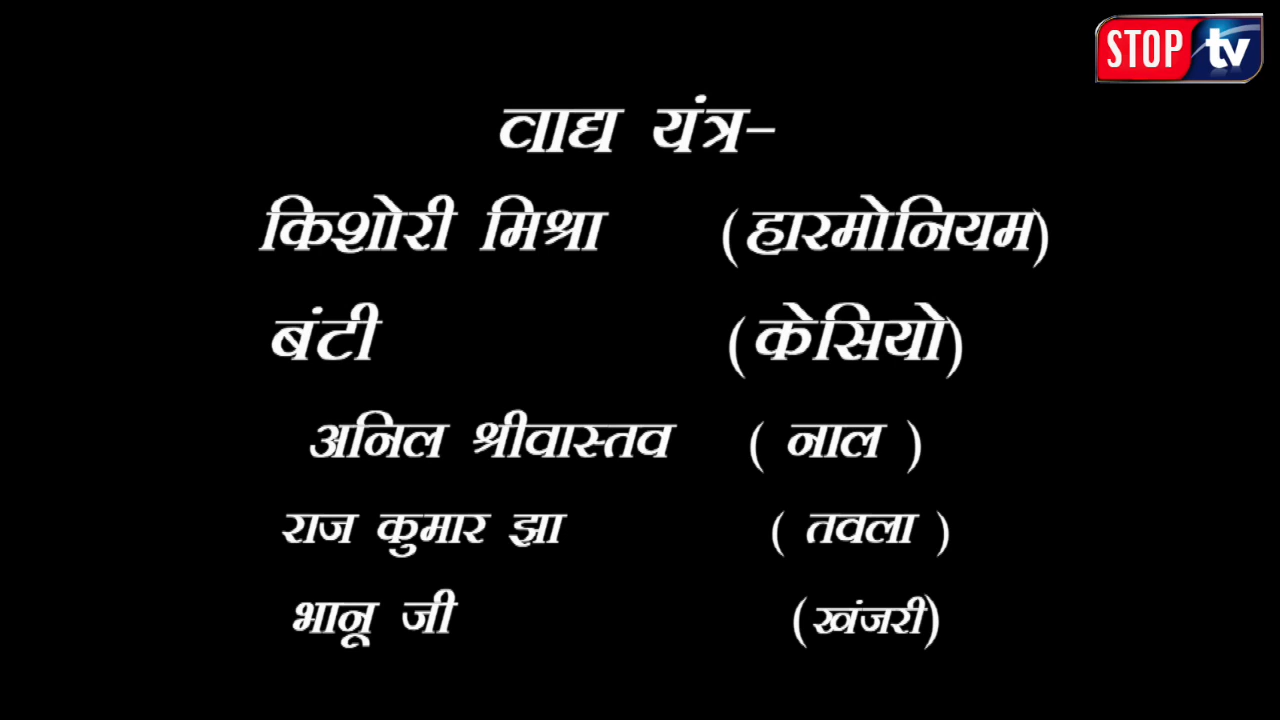 STOP tv
वाद्य यंत्र-
किशोरी मिश्रा (हारमोनियम)
बंटी (केसियो)
अनिल श्रीवास्तव ( नाल )
राज कुमार झा ( तवला )
भानू जी (खंजरी)